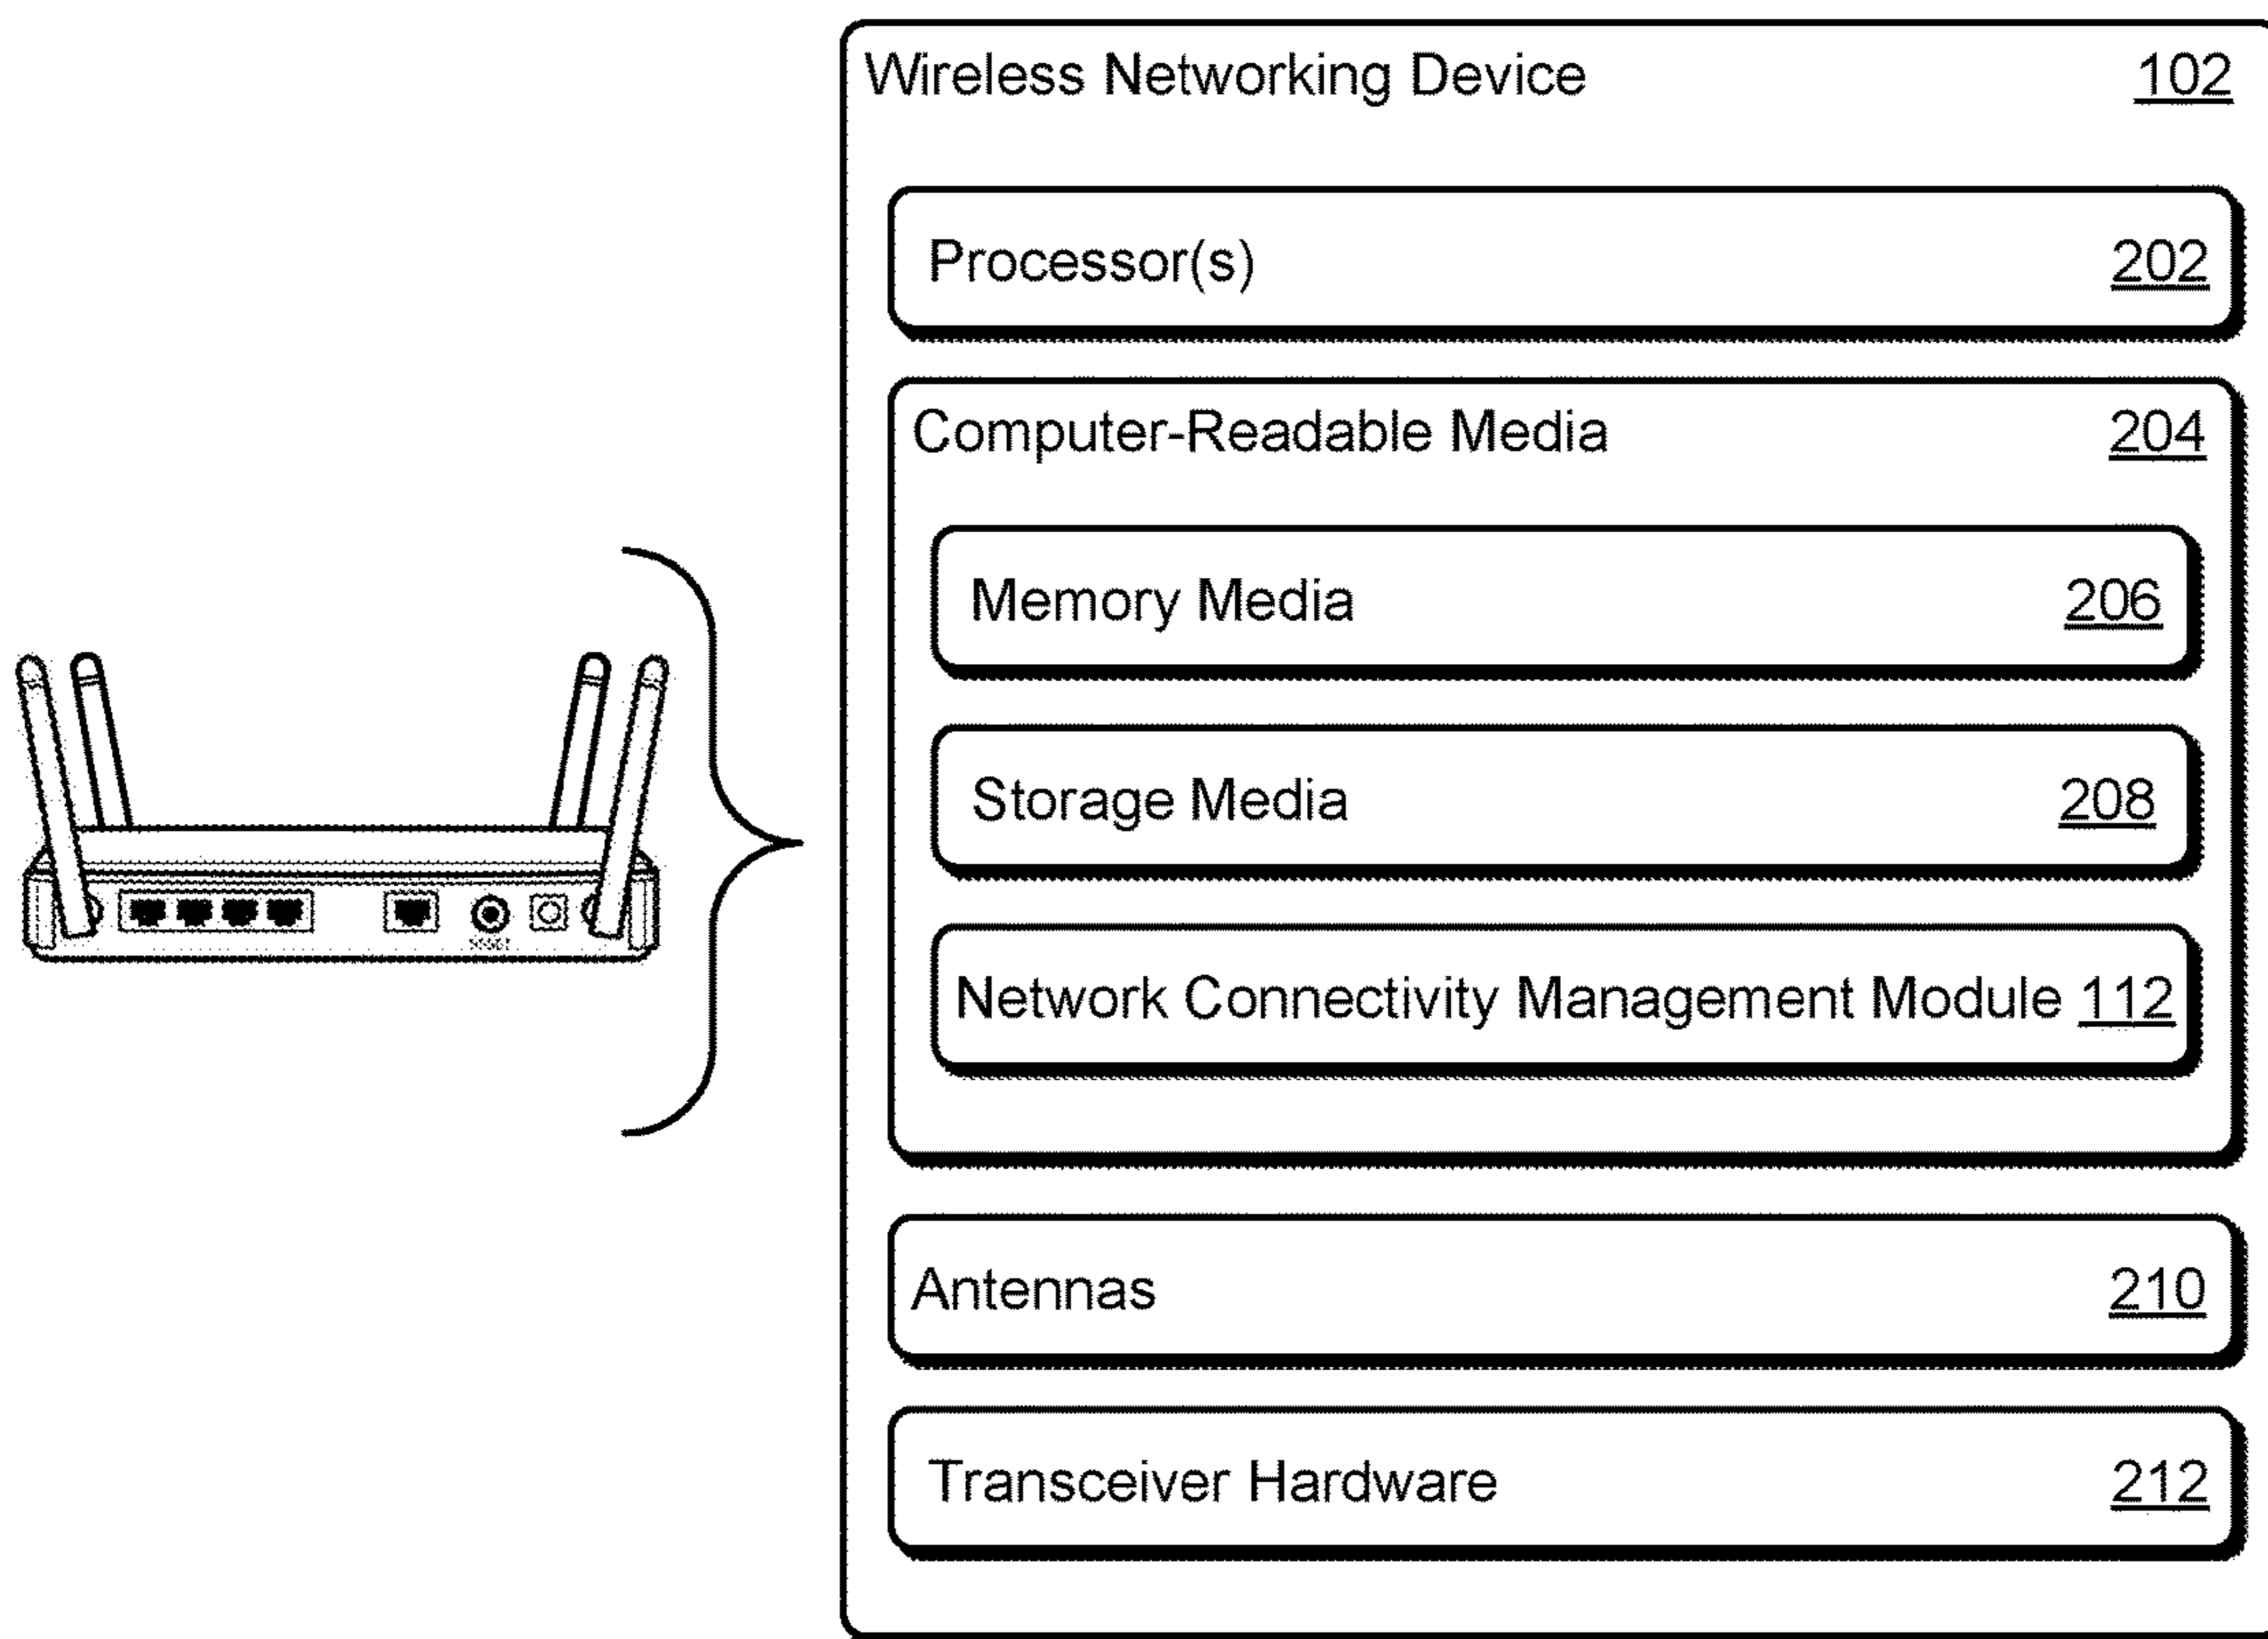 Wireless Networking Device 102
Processor(s) 202
Computer-Readable Media 204
Memory Media 206
Storage Media 208
Network Connectivity Management Module 112
Antennas 210
Transceiver Hardware 212